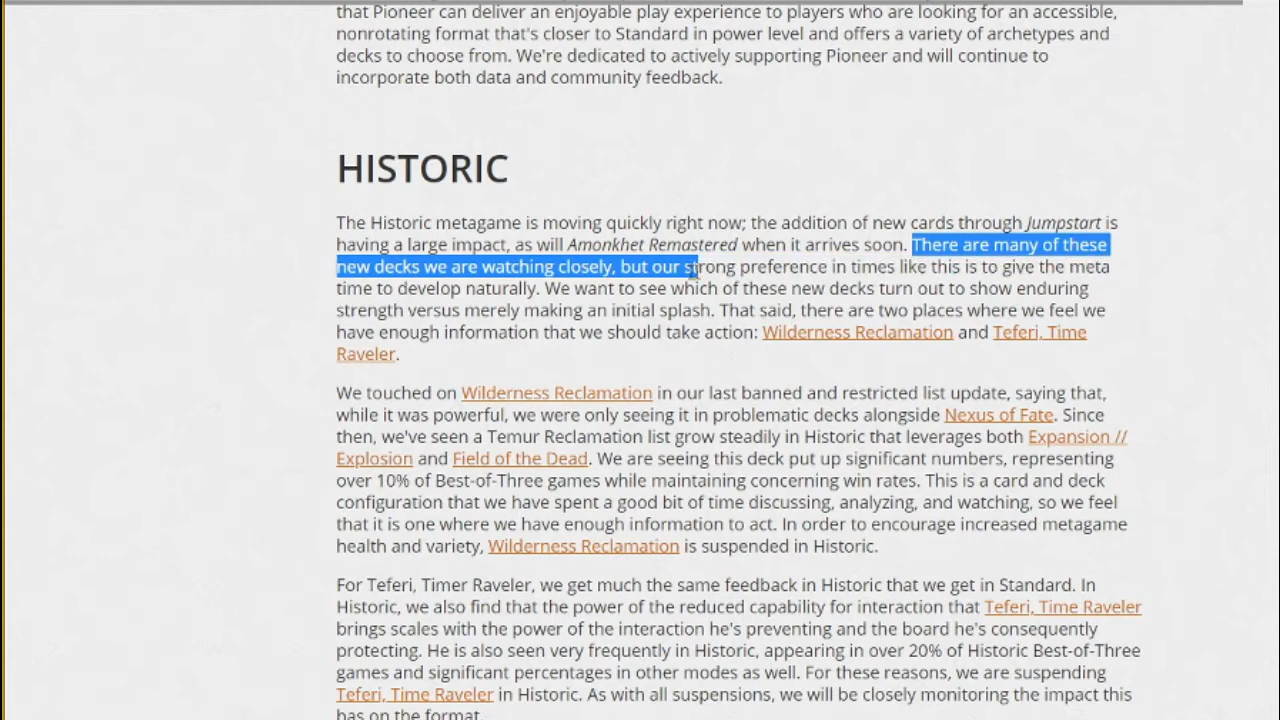 that Pioneer can deliver an enjoyable play experience to players who are looking for an accessible,
nonrotating format that's closer to Standard in power level and offers a variety of archetypes and
decks to choose from. We're dedicated to actively supporting Pioneer and will continue to
incorporate both data and community feedback.
HISTORIC
The Historic metagame is moving quickly right now; the addition of new cards through Jumpstart is
having a large impact, as will Amonkhet Remastered when it arrives soon. There are many of these
new decks we are watching closely, but our strong preference in times like this is to give the meta
time to develop naturally. We want to see which of these new decks turn out to show enduring
strength versus merely making an initial splash. That said, there are two places where we feel we
have enough information that we should take action: Wilderness Reclamation and Teferi, Time
Raveler.
We touched on Wilderness Reclamation in our last banned and restricted list update, saying that,
while it was powerful, we were only seeing it in problematic decks alongside Nexus of Fate. Since
then, we've seen a Temur Reclamation list grow steadily in Historic that leverages both Expansion //
Explosion and Field of the Dead. We are seeing this deck put up significant numbers, representing
over 10% of Best-of-Three games while maintaining concerning win rates. This is a card and deck
configuration that we have spent a good bit of time discussing, analyzing, and watching, so we feel
that it is one where we have enough information to act. In order to encourage increased metagame
health and variety, Wilderness Reclamation is suspended in Historic.
For Teferi, Timer Raveler, we get much the same feedback in Historic that we get in Standard. In
Historic, we also find that the power of the reduced capability for interaction that Teferi, Time Raveler
brings scales with the power of the interaction he's preventing and the board he's consequently
protecting. He is also seen very frequently in Historic, appearing in over 20% of Historic Best-of-Three
games and significant percentages in other modes as well. For these reasons, we are suspending
Teferi, Time Raveler in Historic. As with all suspensions, we will be closely monitoring the impact this
has on the format.